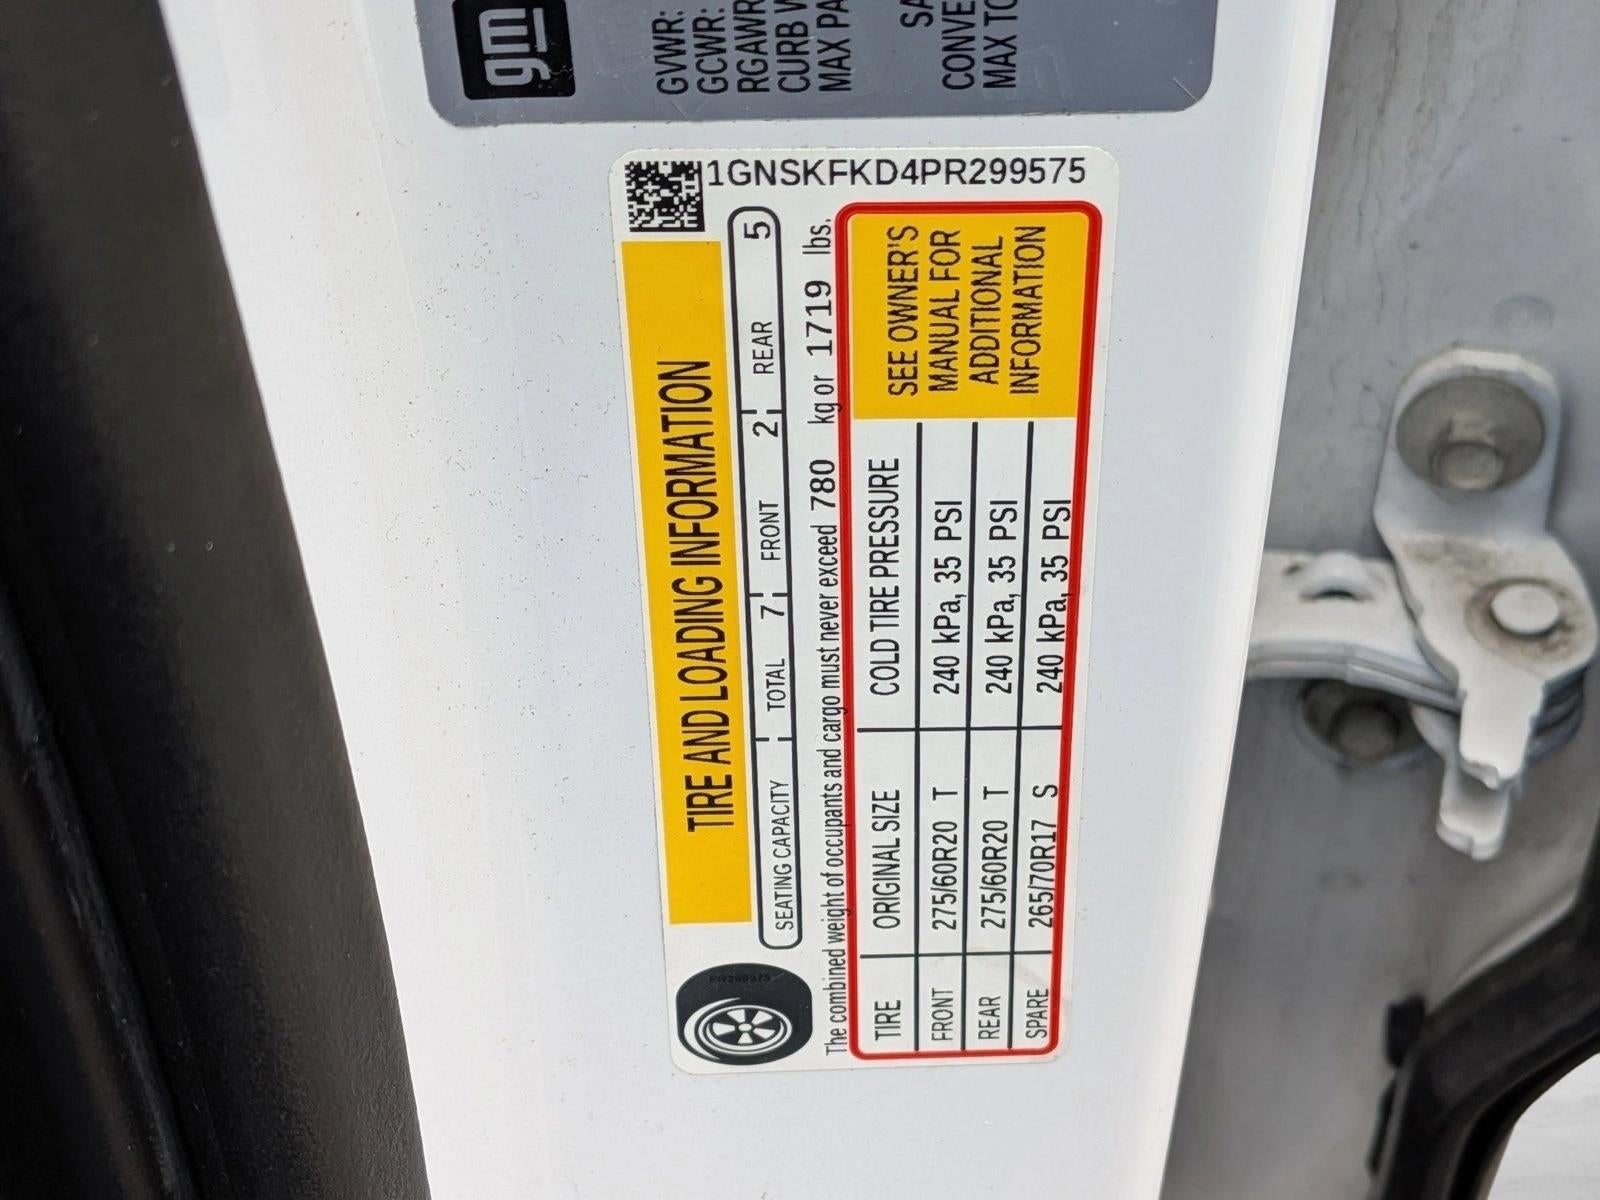 gm
GVWR:
GCWR:
RGAWR
CURB W
MAX PA
SA
CONVE
MAX TO
1GNSKFKD4PR299575
TIRE AND LOADING INFORMATION
SEATING CAPACITY TOTAL 7 FRONT 2 REAR 5
The combined weight of occupants and cargo must never exceed 780 kg or 1719 lbs.
TIRE ORIGINAL SIZE COLD TIRE PRESSURE
FRONT 275/60R20 T 240 kPa, 35 PSI
REAR 275/60R20 T 240 kPa, 35 PSI
SPARE 265/70R17 S 240 kPa, 35 PSI
SEE OWNER'S
MANUAL FOR
ADDITIONAL
INFORMATION
PR299575